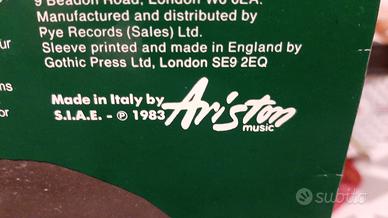 9 Beadon Road, London W6 0EA.
Manufactured and distributed by
Pye Records (Sales) Ltd.
Sleeve printed and made in England by
Gothic Press Ltd, London SE9 2EQ
Made in Italy by Ariston
S.I.A.E. - ℗ 1983 music
subito